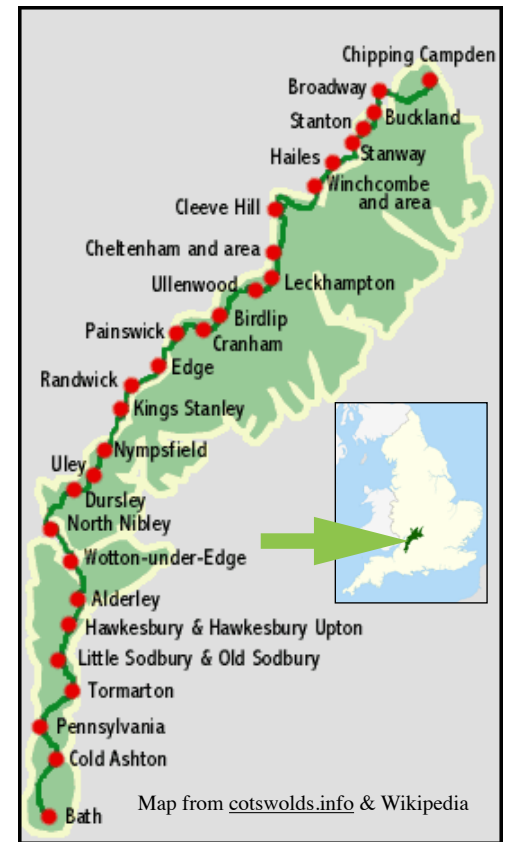 Chipping Campden
Broadway
Buckland
Stanton
Stanway
Hailes
Winchcombe
and area
Cleeve Hill
Cheltenham and area
Leckhampton
Ullenwood
Birdlip
Painswick
Cranham
Edge
Randwick
Kings Stanley
Nympsfield
Uley
Dursley
North Nibley
Wotton-under-Edge
Alderley
Hawkesbury & Hawkesbury Upton
Little Sodbury & Old Sodbury
Tormarton
Pennsylvania
Cold Ashton
Bath
Map from cotswolds.info & Wikipedia